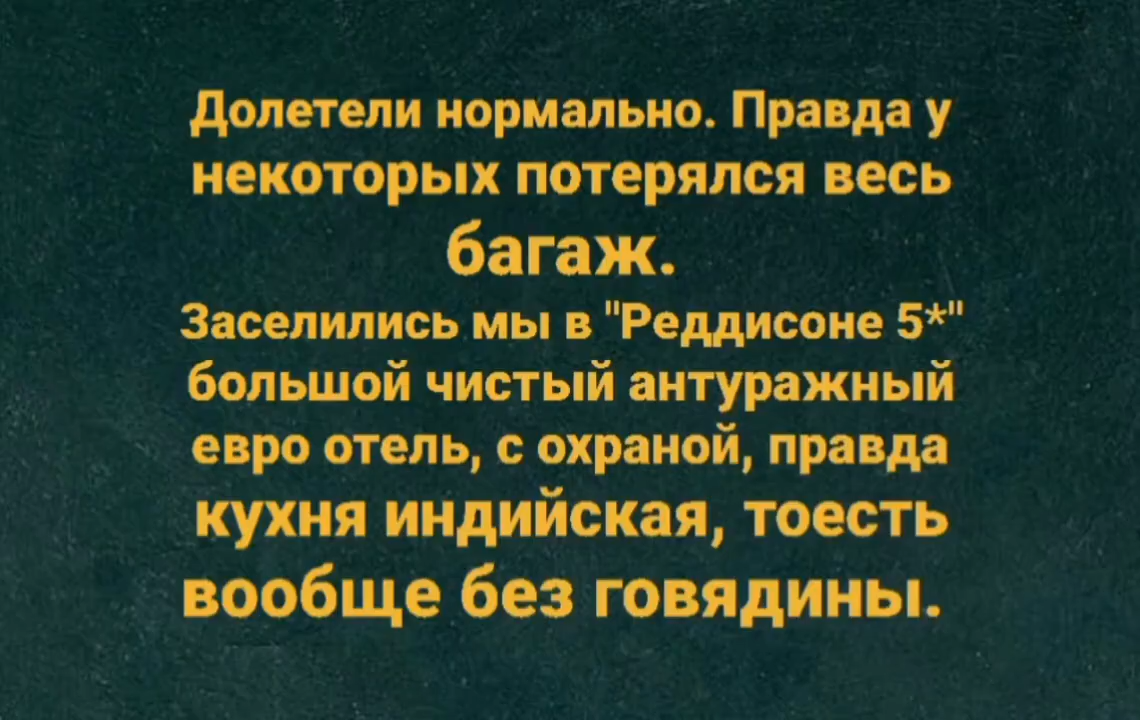 Долетели нормально. Правда у
некоторых потерялся весь
багаж.
Заселились мы в "Реддисоне 5*"
большой чистый антуражный
евро отель, с охраной, правда
кухня индийская, тоесть
вообще без говядины.